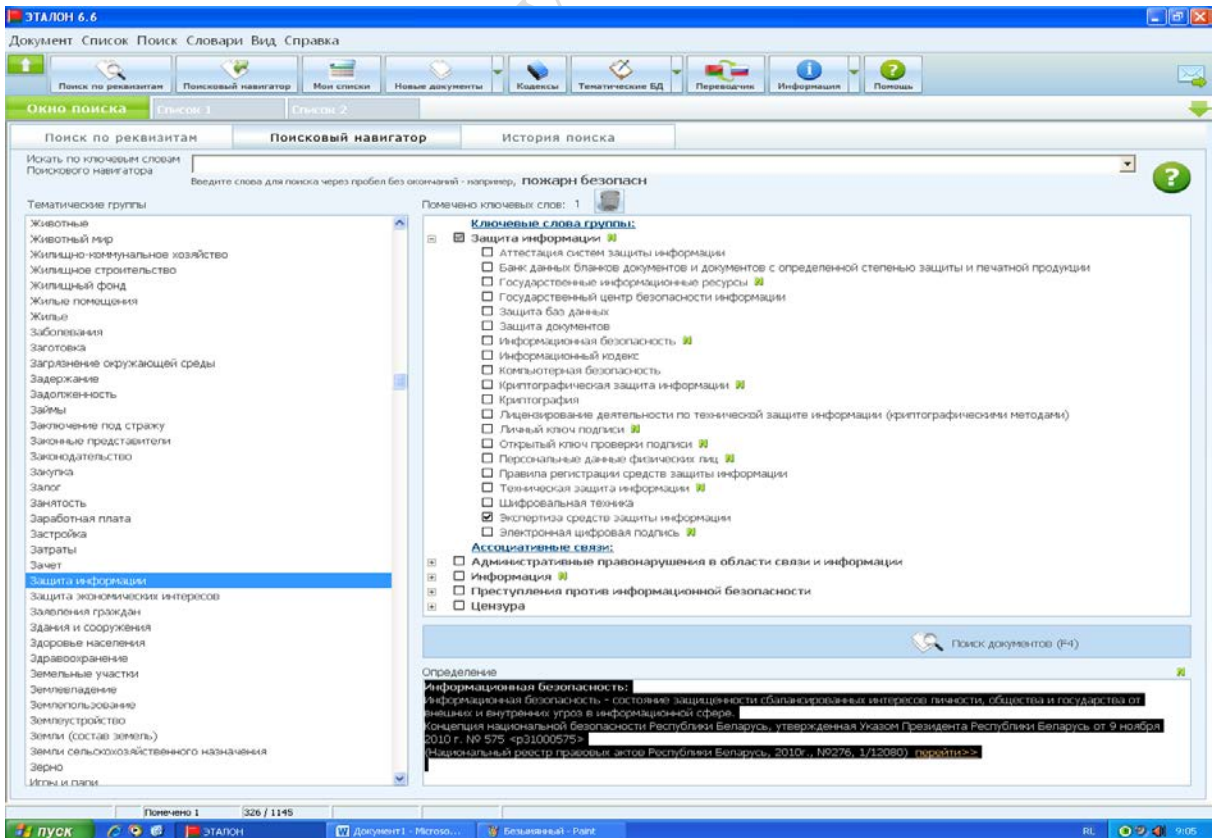 ЭТАЛОН 6.6
Документ Список Поиск Словари Вид Справка
Поиск по реквизитам Поисковый навигатор Мои списки Новые документы Кодексы Тематические БД Переводчик Информация Помощь
Окно поиска Список 1 Список 2
Поиск по реквизитам Поисковый навигатор История поиска
Искать по ключевым словам
Поискового навигатора
Введите слова для поиска через пробел без окончаний - например, пожарн безопасн
Тематические группы
Животные
Животный мир
Жилищно-коммунальное хозяйство
Жилищное строительство
Жилищный фонд
Жилые помещения
Жилье
Заболевания
Заготовка
Загрязнение окружающей среды
Задержание
Задолженность
Займы
Заключение под стражу
Законные представители
Законодательство
Закупка
Залог
Занятость
Заработная плата
Застройка
Затраты
Зачет
Защита информации
Защита экономических интересов
Заявления граждан
Здания и сооружения
Здоровье населения
Здравоохранение
Земельные участки
Землевладение
Землепользование
Землеустройство
Земли (состав земель)
Земли сельскохозяйственного назначения
Зерно
Игры и пари
Помечено ключевых слов: 1
Ключевые слова группы:
Защита информации
Аттестация систем защиты информации
Банк данных бланков документов и документов с определенной степенью защиты и печатной продукции
Государственные информационные ресурсы
Государственный центр безопасности информации
Защита баз данных
Защита документов
Информационная безопасность
Информационный кодекс
Компьютерная безопасность
Криптографическая защита информации
Криптография
Лицензирование деятельности по технической защите информации (криптографическими методами)
Личный ключ подписи
Открытый ключ проверки подписи
Персональные данные физических лиц
Правила регистрации средств защиты информации
Техническая защита информации
Шифровальная техника
Экспертиза средств защиты информации
Электронная цифровая подпись
Ассоциативные связи:
Административные правонарушения в области связи и информации
Информация
Преступления против информационной безопасности
Цензура
Поиск документов (F4)
Определение
Информационная безопасность:
Информационная безопасность - состояние защищенности сбалансированных интересов личности, общества и государства от
внешних и внутренних угроз в информационной сфере.
Концепция национальной безопасности Республики Беларусь, утвержденная Указом Президента Республики Беларусь от 9 ноября
2010 г. № 575 <p31000575>
(Национальный реестр правовых актов Республики Беларусь, 2010г., №276, 1/12080) перейти>>
Помечено 1 326 / 1145
пуск ЭТАЛОН Документ1 - Microso... Безымянный - Paint RL 9:05